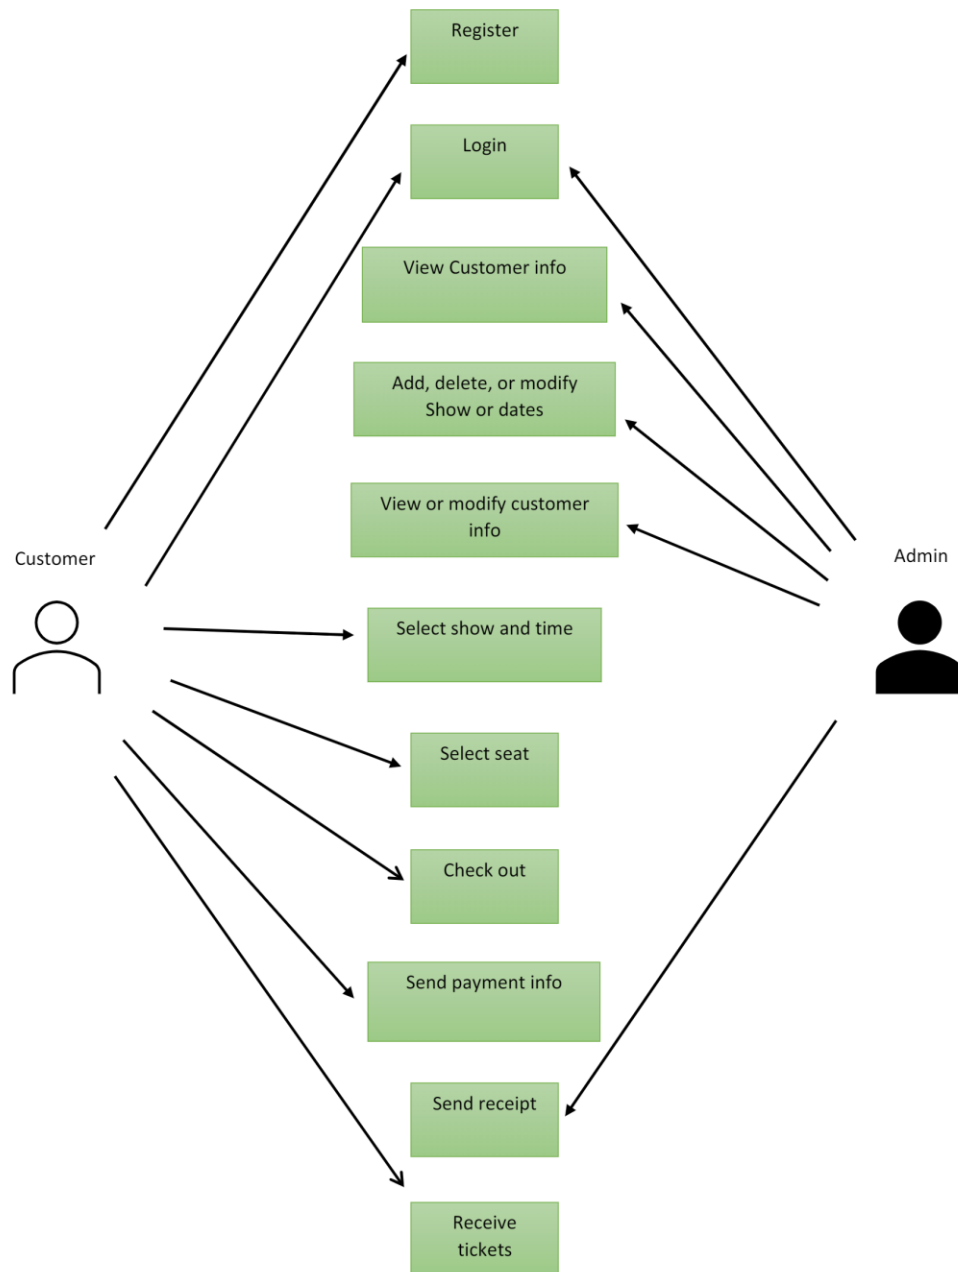 Register
Login
View Customer info
Add, delete, or modify
Show or dates
View or modify customer
info
Customer
Admin
Select show and time
Select seat
Check out
Send payment info
Send receipt
Receive
tickets